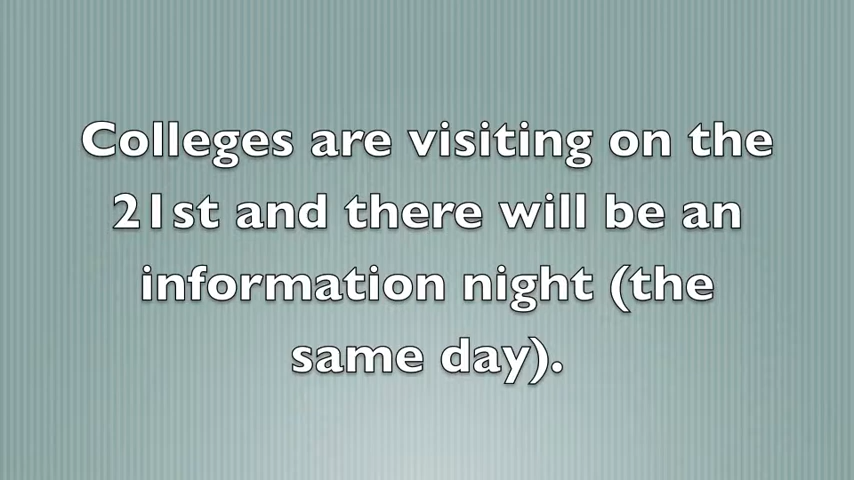 Colleges are visiting on the
21st and there will be an
information night (the
same day).